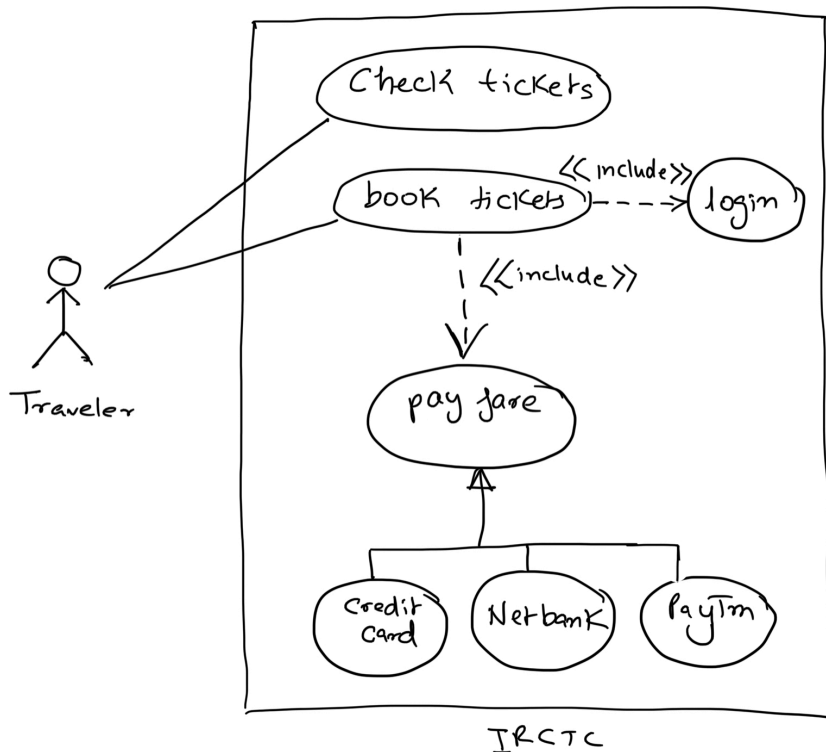 Check tickets
<<include>>
book tickets
login
<<include>>
pay fare
Traveler
Credit
Card
Netbank
PayTm
IRCTC